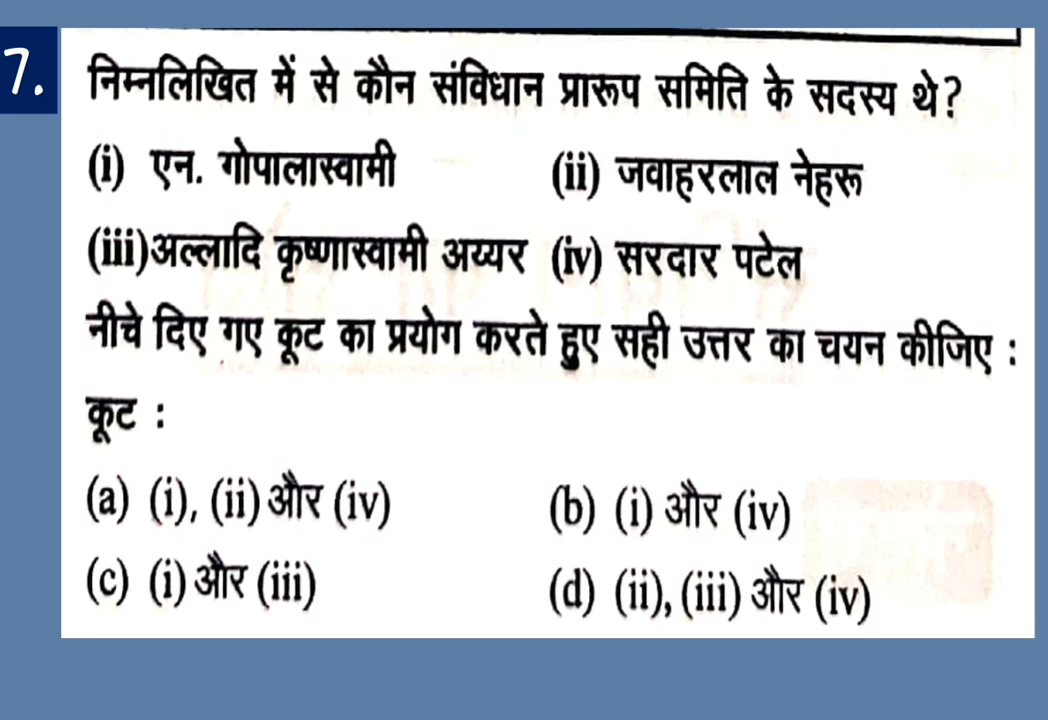 7.
निम्नलिखित में से कौन संविधान प्रारूप समिति के सदस्य थे?
(i) एन. गोपालास्वामी (ii) जवाहरलाल नेहरू
(iii)अल्लादि कृष्णास्वामी अय्यर (iv) सरदार पटेल
नीचे दिए गए कूट का प्रयोग करते हुए सही उत्तर का चयन कीजिए :
कूट :
(a) (i), (ii) और (iv) (b) (i) और (iv)
(c) (i) और (iii) (d) (ii), (iii) और (iv)